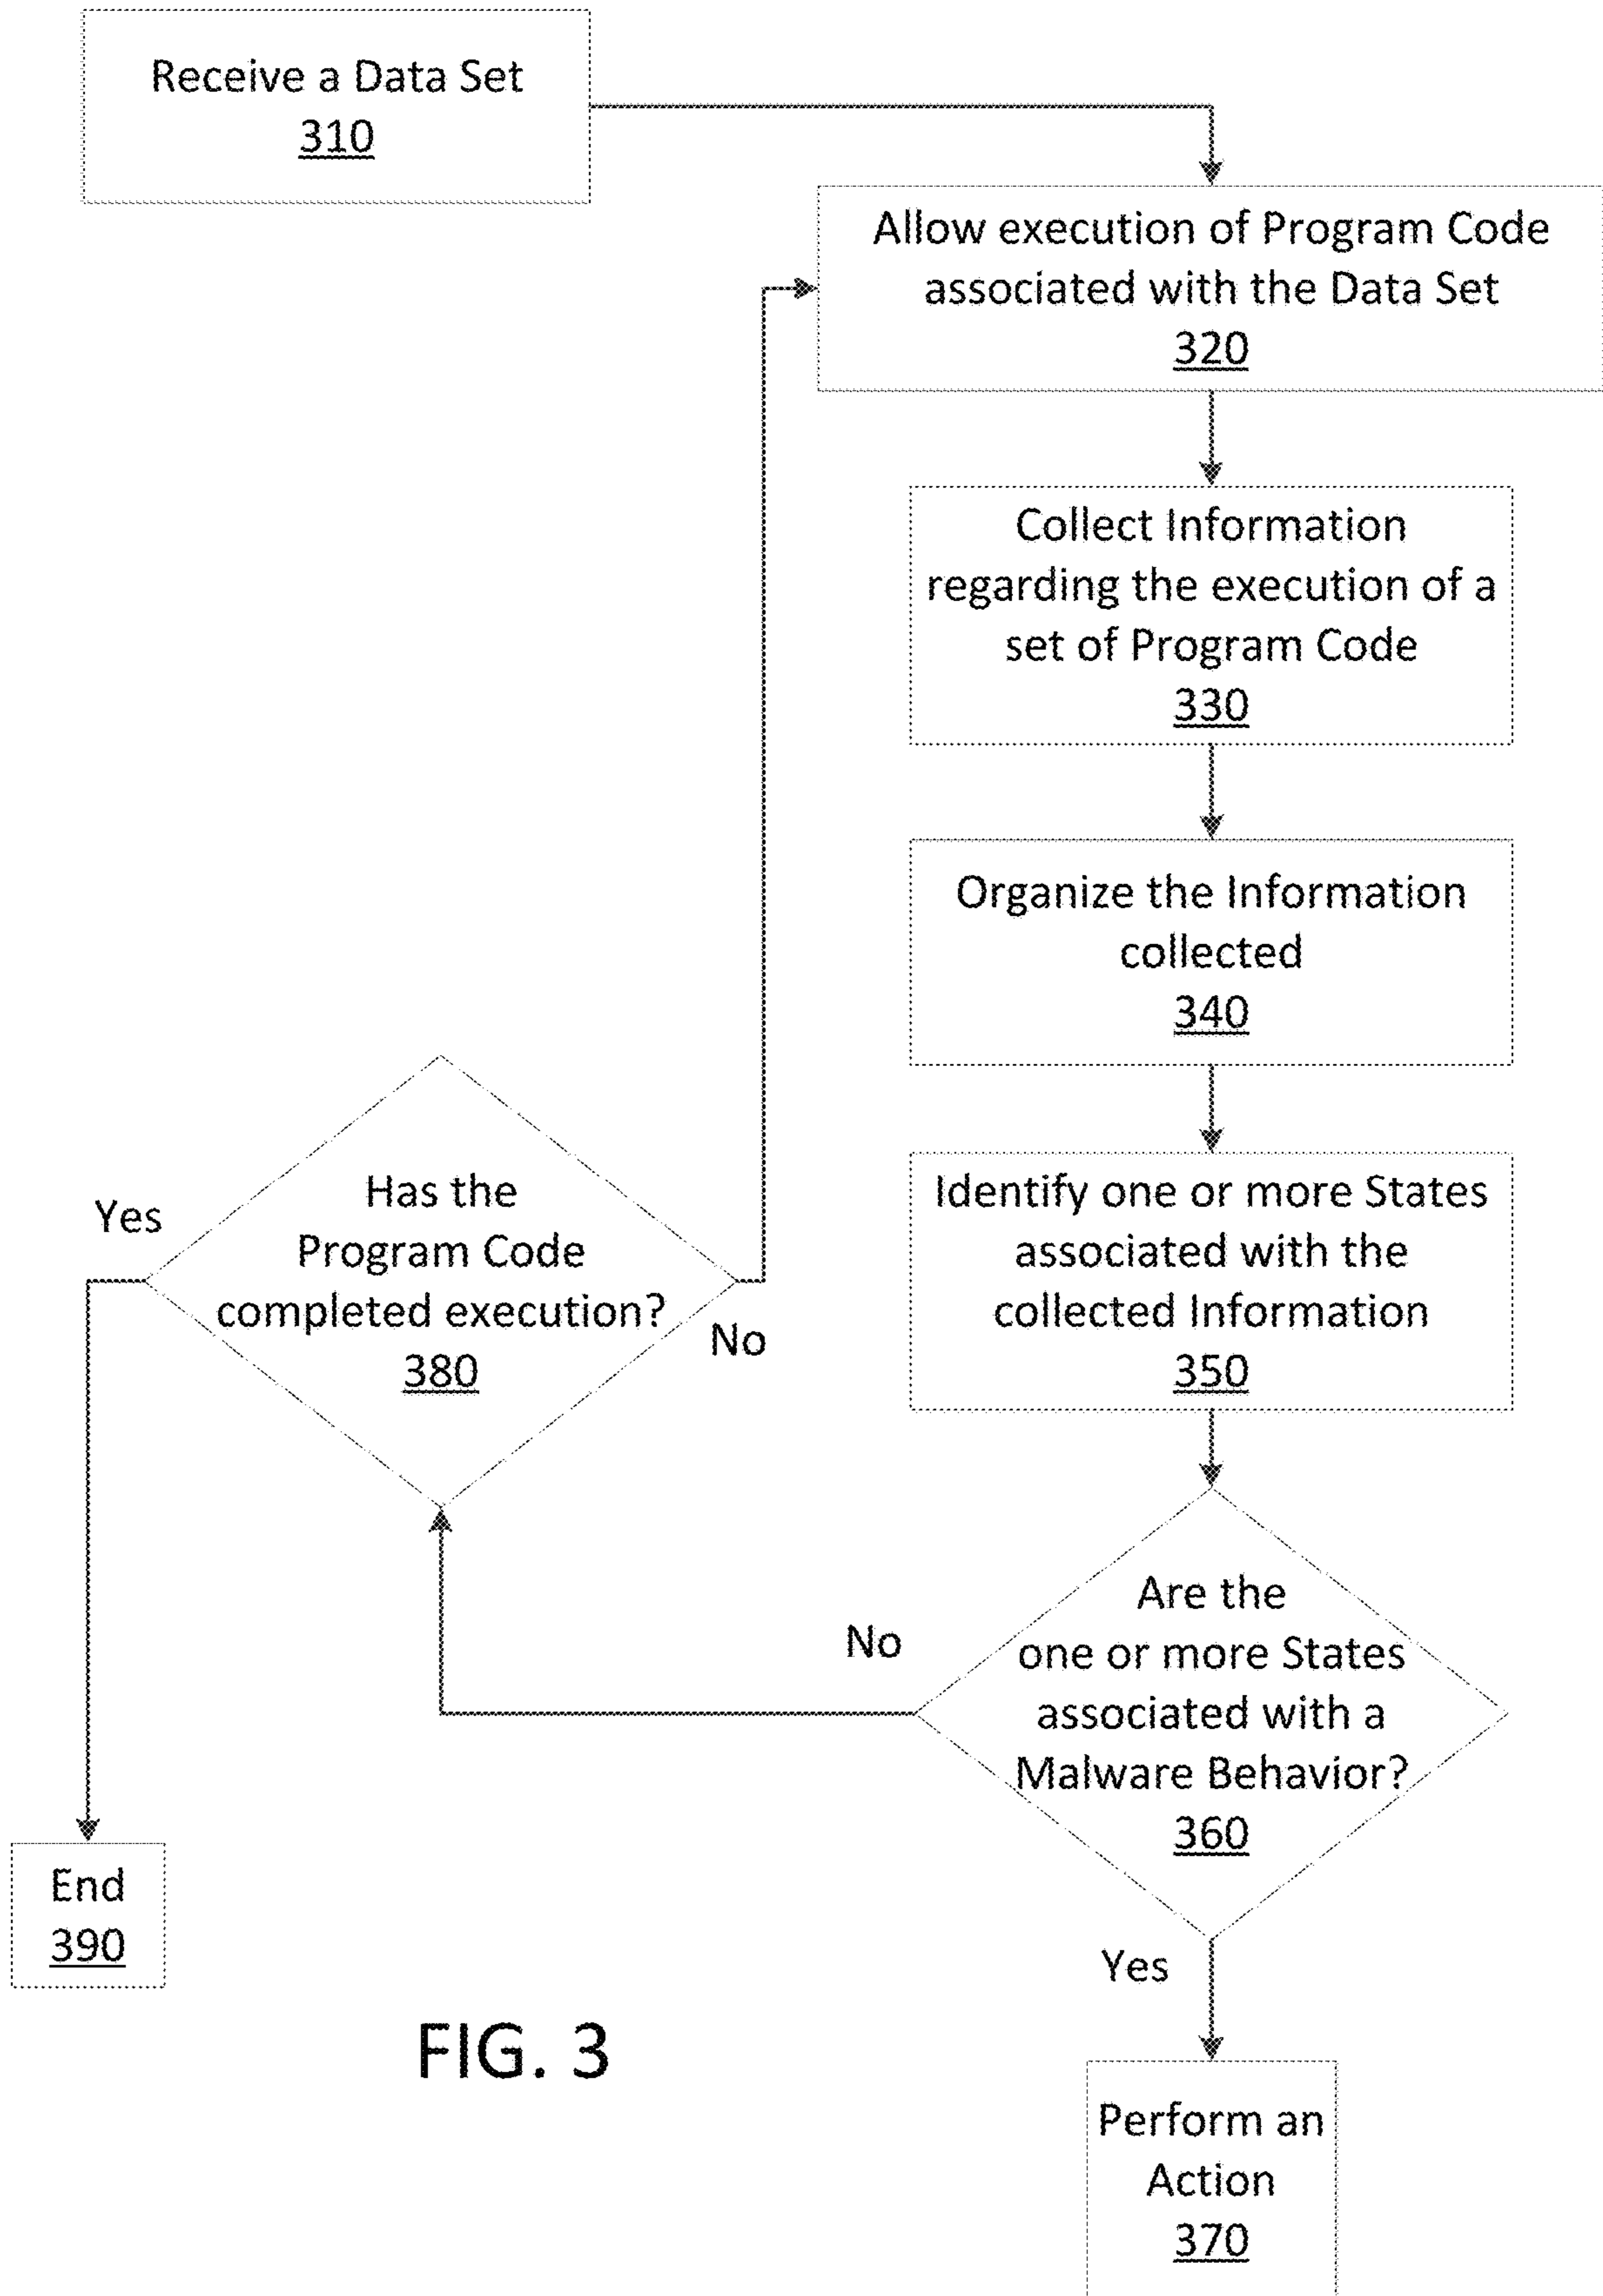 Receive a Data Set
310
Allow execution of Program Code
associated with the Data Set
320
Collect Information
regarding the execution of a
set of Program Code
330
Organize the Information
collected
340
Identify one or more States
associated with the
collected Information
350
Are the
one or more States
associated with a
Malware Behavior?
360
No
Yes
Perform an
Action
370
Has the
Program Code
completed execution?
380
Yes
No
End
390
FIG. 3